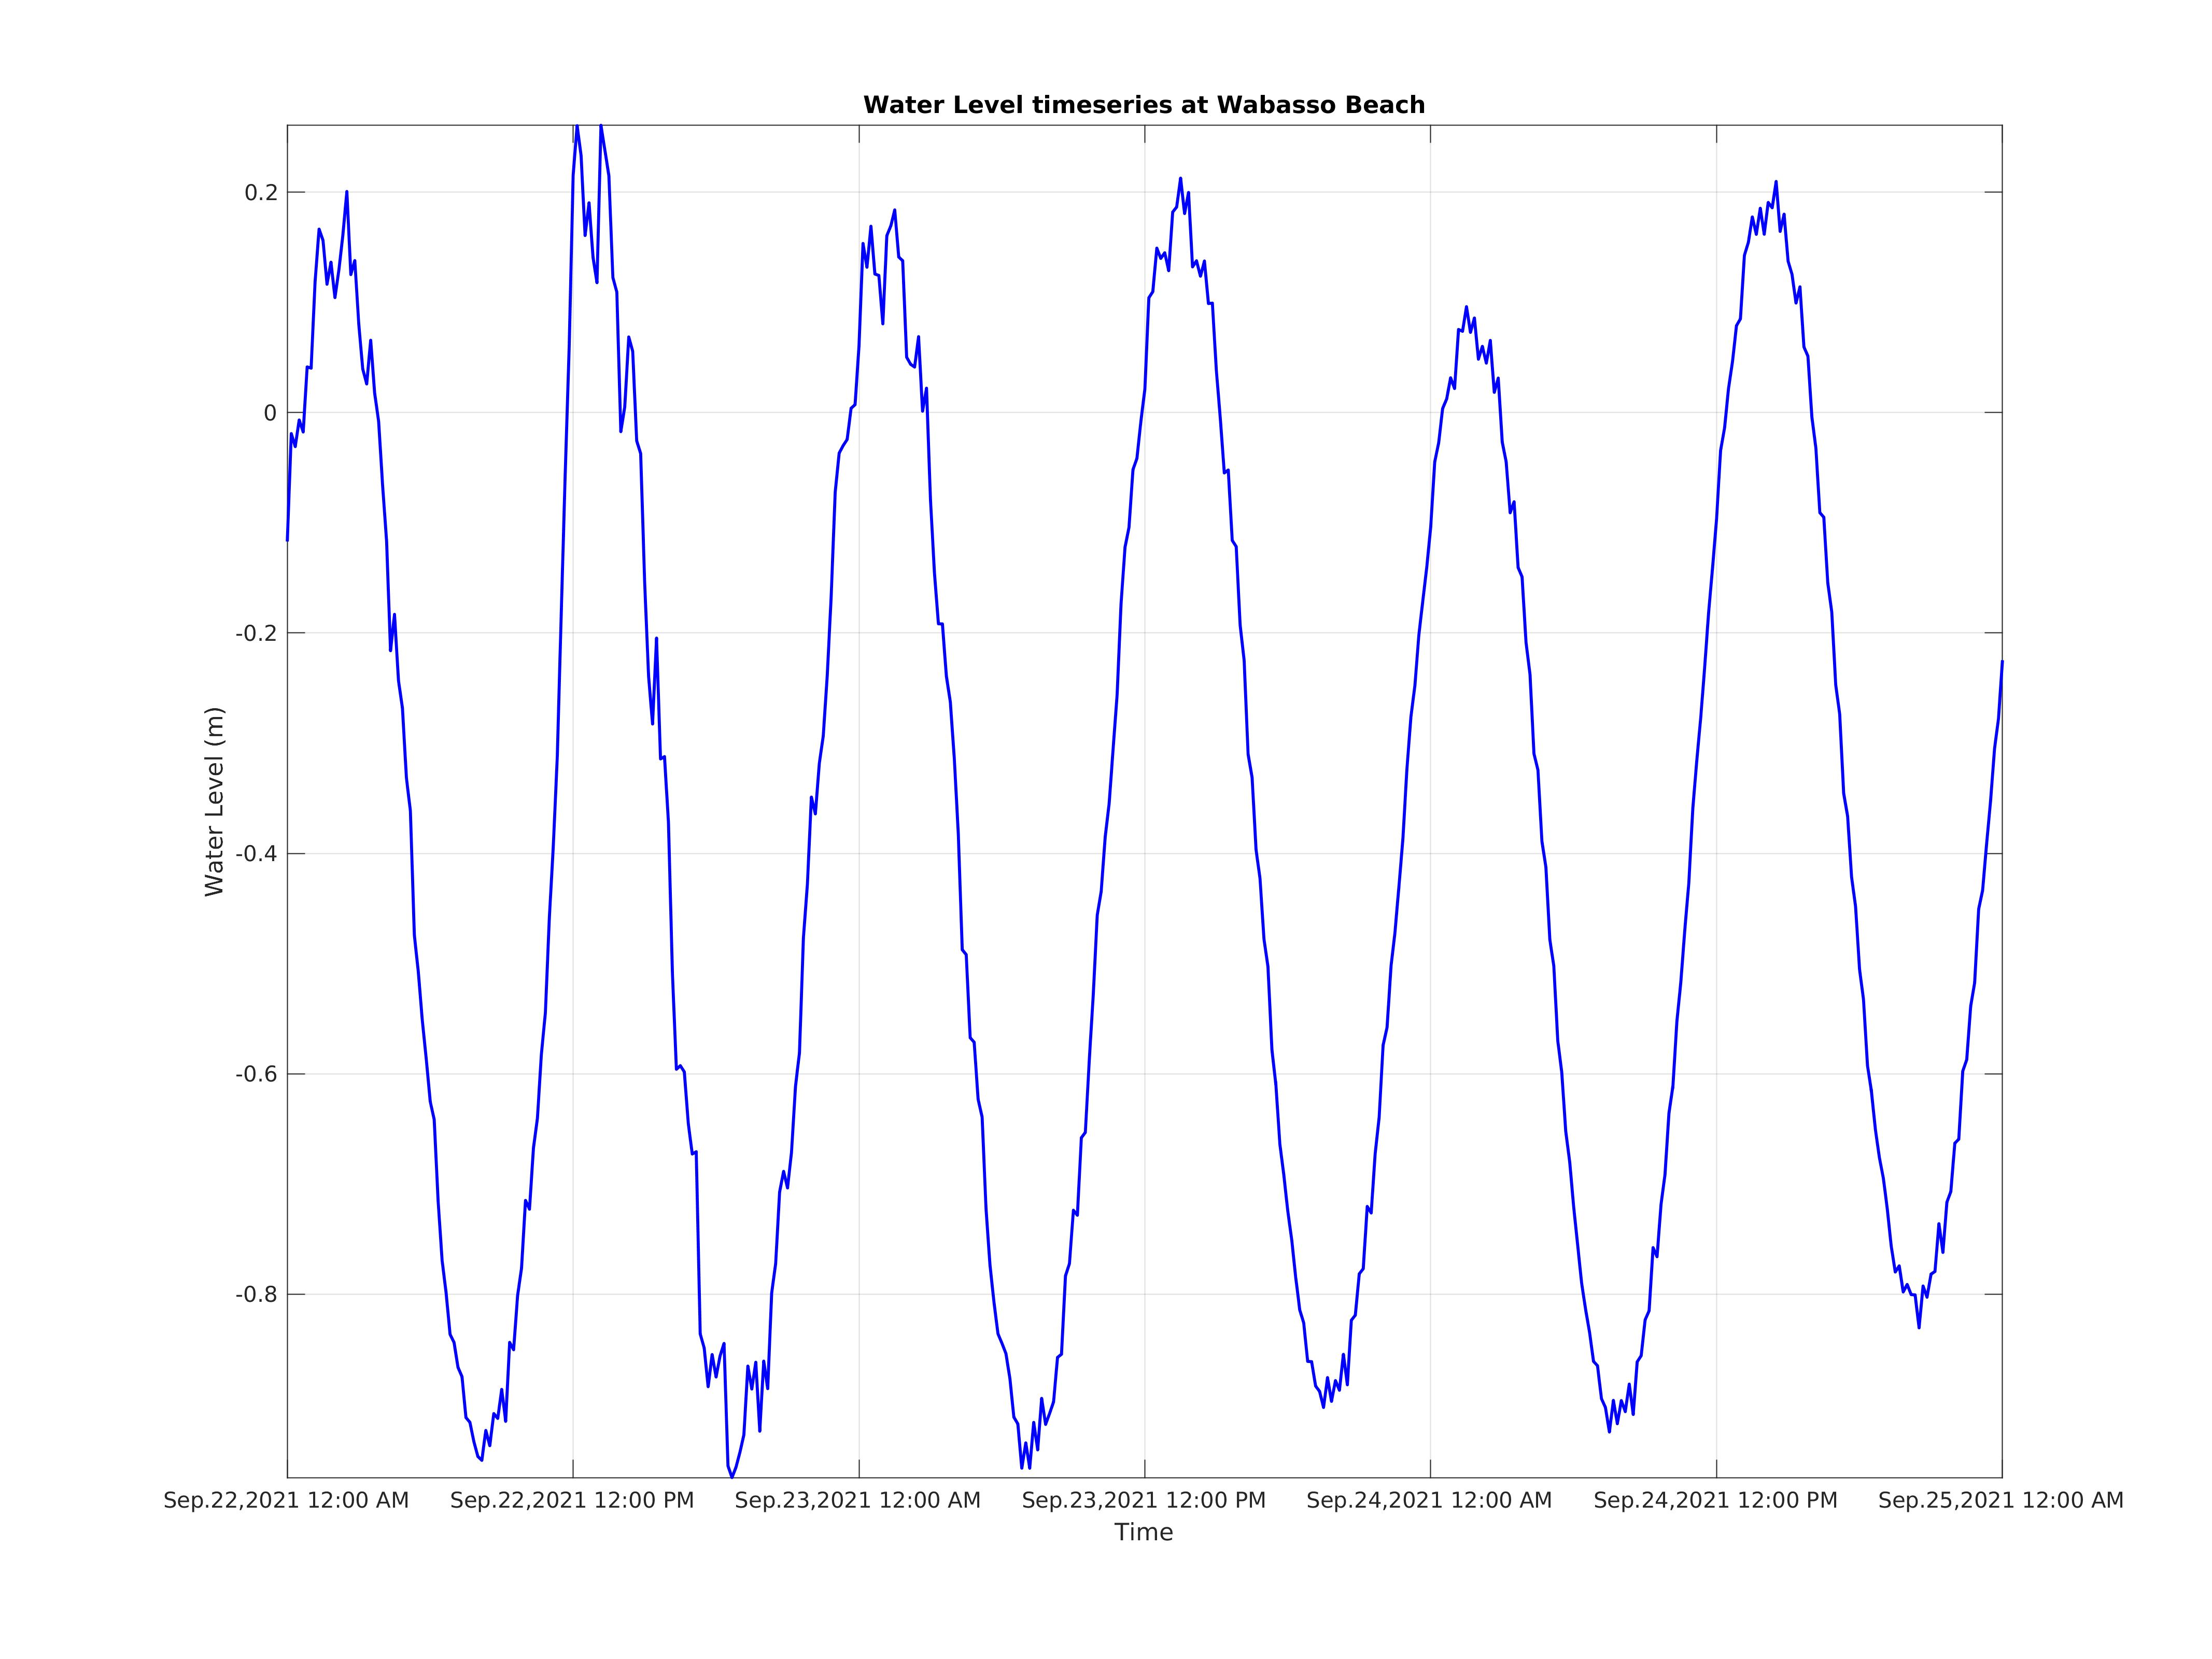 Water Level timeseries at Wabasso Beach
0.2
0
-0.2
-0.4
-0.6
-0.8
Water Level (m)
Sep.22,2021 12:00 AM
Sep.22,2021 12:00 PM
Sep.23,2021 12:00 AM
Sep.23,2021 12:00 PM
Sep.24,2021 12:00 AM
Sep.24,2021 12:00 PM
Sep.25,2021 12:00 AM
Time